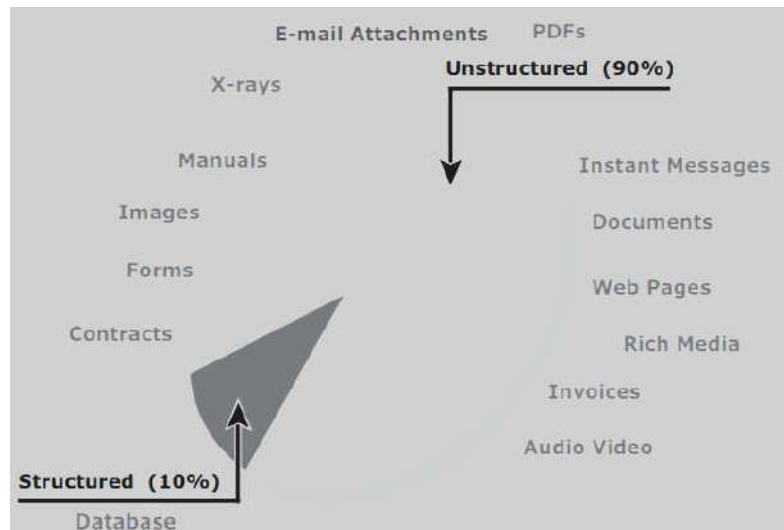 E-mail Attachments PDFs
Unstructured (90%)
X-rays
Manuals
Instant Messages
Images
Documents
Forms
Web Pages
Contracts
Rich Media
Invoices
Audio Video
Structured (10%)
Database